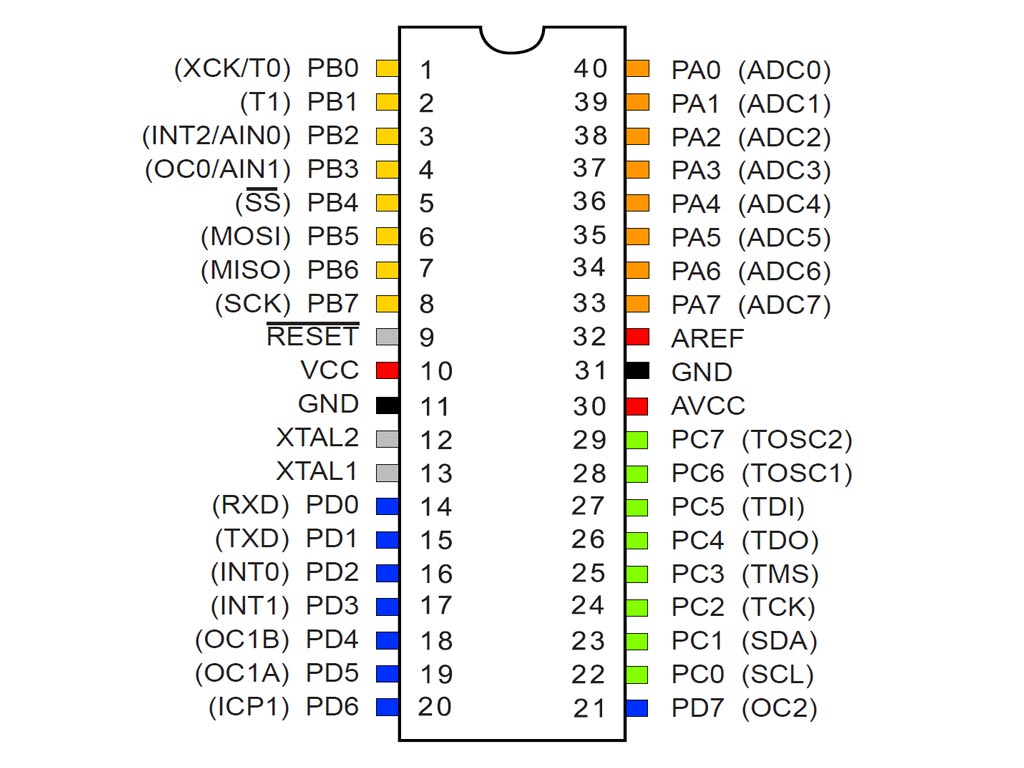 (XCK/T0) PB0 1 40 PA0 (ADC0)
(T1) PB1 2 39 PA1 (ADC1)
(INT2/AIN0) PB2 3 38 PA2 (ADC2)
(OC0/AIN1) PB3 4 37 PA3 (ADC3)
(S̅S̅) PB4 5 36 PA4 (ADC4)
(MOSI) PB5 6 35 PA5 (ADC5)
(MISO) PB6 7 34 PA6 (ADC6)
(SCK) PB7 8 33 PA7 (ADC7)
R̅E̅S̅E̅T̅ 9 32 AREF
VCC 10 31 GND
GND 11 30 AVCC
XTAL2 12 29 PC7 (TOSC2)
XTAL1 13 28 PC6 (TOSC1)
(RXD) PD0 14 27 PC5 (TDI)
(TXD) PD1 15 26 PC4 (TDO)
(INT0) PD2 16 25 PC3 (TMS)
(INT1) PD3 17 24 PC2 (TCK)
(OC1B) PD4 18 23 PC1 (SDA)
(OC1A) PD5 19 22 PC0 (SCL)
(ICP1) PD6 20 21 PD7 (OC2)